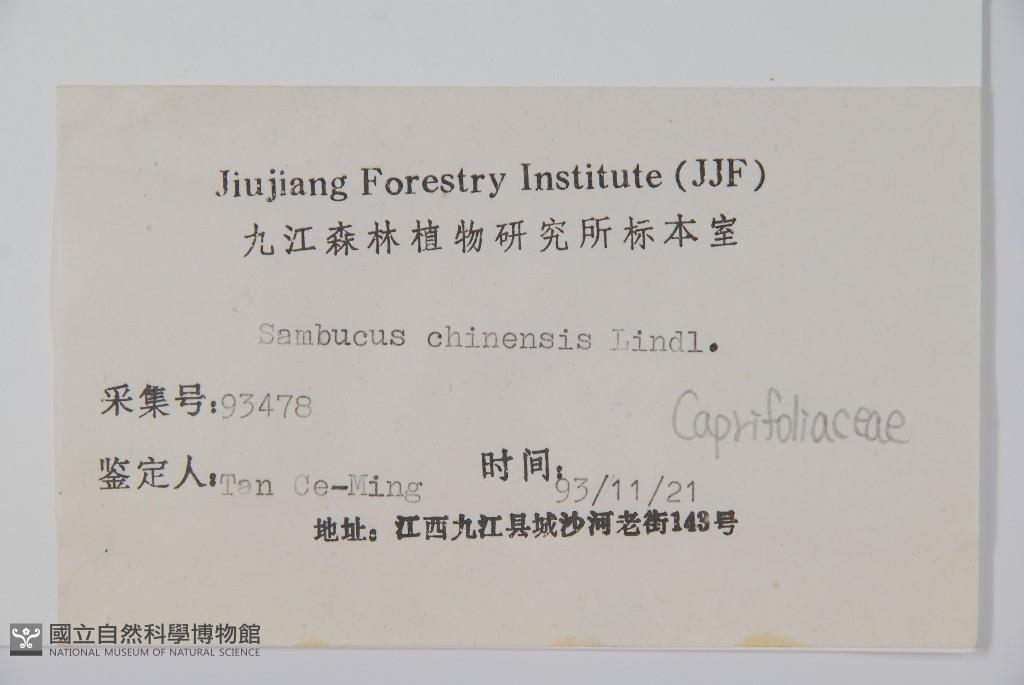 Jiujiang Forestry Institute (JJF)
九江森林植物研究所标本室
Sambucus chinensis Lindl.
采集号:93478
Caprifoliaceae
鉴定人:Tan Ce-Ming 时间:93/11/21
地址:江西九江县城沙河老街143号
國立自然科學博物館
NATIONAL MUSEUM OF NATURAL SCIENCE